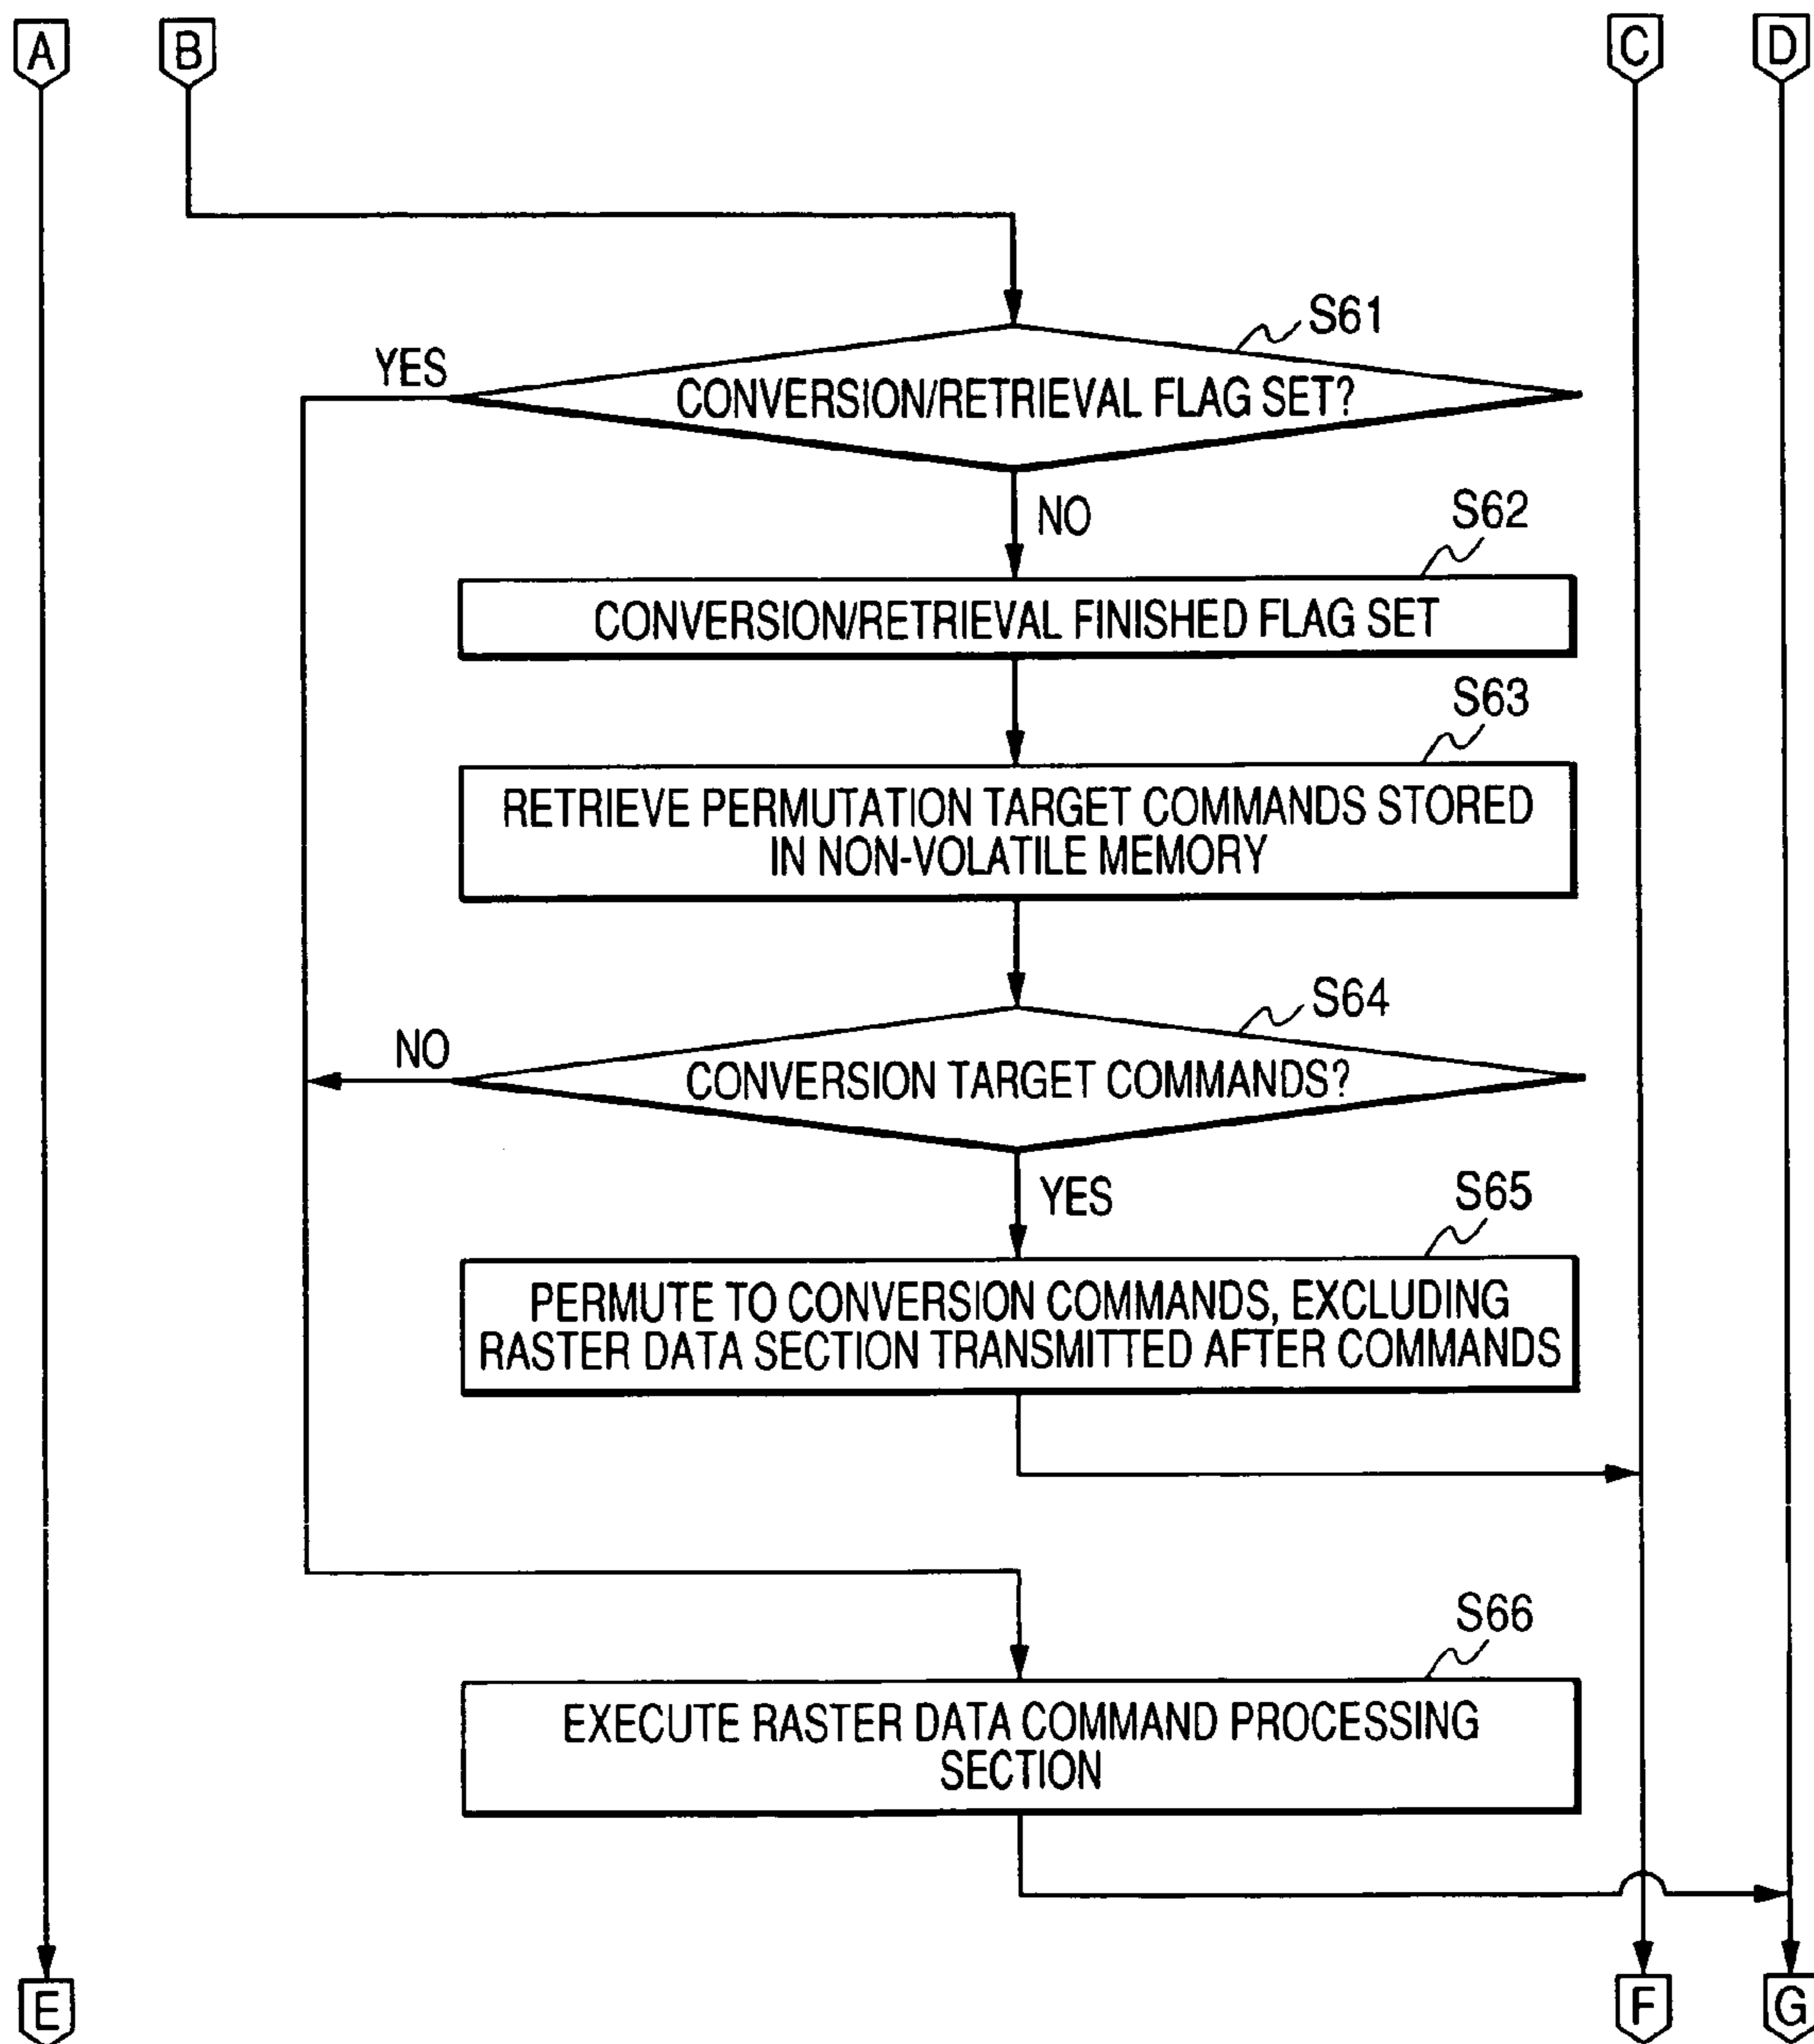 A
B
C
D
S61
YES
CONVERSION/RETRIEVAL FLAG SET?
NO
S62
CONVERSION/RETRIEVAL FINISHED FLAG SET
S63
RETRIEVE PERMUTATION TARGET COMMANDS STORED
IN NON-VOLATILE MEMORY
S64
NO
CONVERSION TARGET COMMANDS?
YES
S65
PERMUTE TO CONVERSION COMMANDS, EXCLUDING
RASTER DATA SECTION TRANSMITTED AFTER COMMANDS
S66
EXECUTE RASTER DATA COMMAND PROCESSING
SECTION
E
F
G